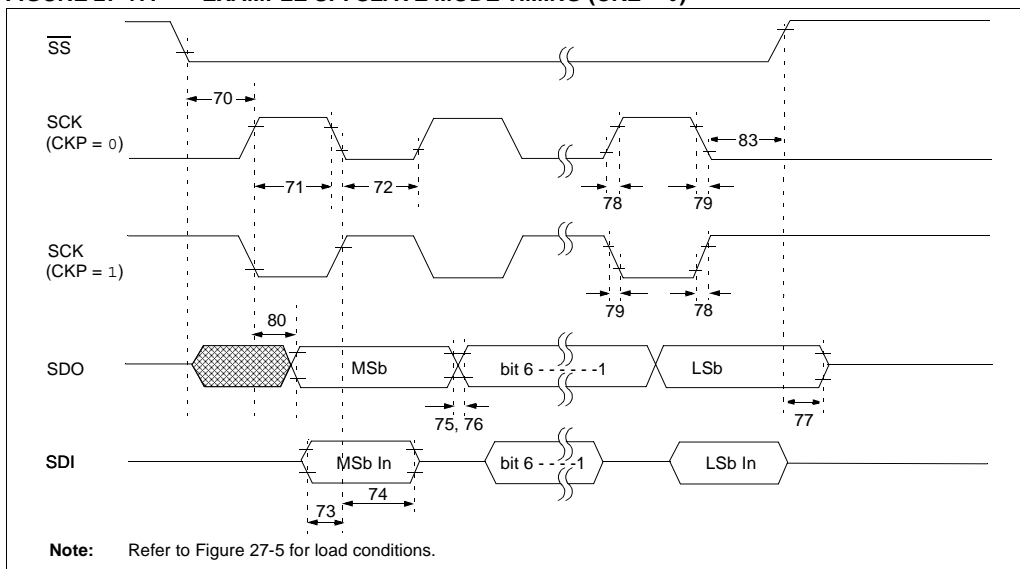 SS
70
SCK
(CKP = 0)
83
71
72
78
79
SCK
(CKP = 1)
79
78
80
SDO
MSb
bit 6 - - - - - - -1
LSb
75, 76
77
SDI
MSb In
bit 6 - - - - -1
LSb In
74
73
Note: Refer to Figure 27-5 for load conditions.